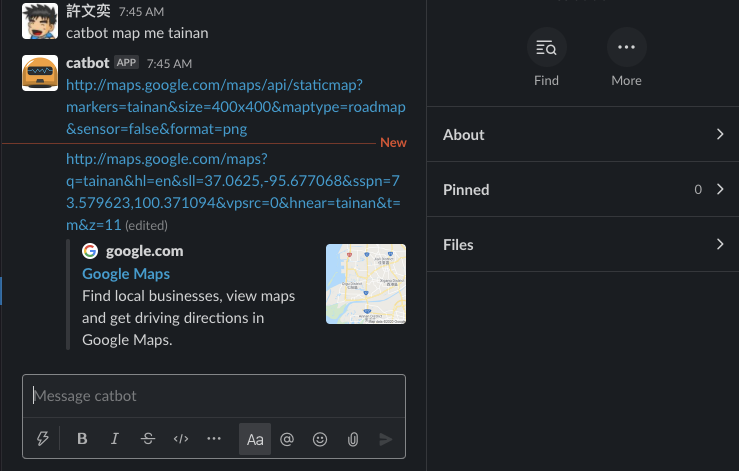 許文奕 7:45 AM
catbot map me tainan
catbot APP 7:45 AM
http://maps.google.com/maps/api/staticmap?
markers=tainan&size=400x400&maptype=roadmap
&sensor=false&format=png
New
http://maps.google.com/maps?
q=tainan&hl=en&sll=37.0625,-95.677068&sspn=7
3.579623,100.371094&vpsrc=0&hnear=tainan&t=
m&z=11 (edited)
google.com
Google Maps
Find local businesses, view maps
and get driving directions in
Google Maps.
Message catbot
B I S </> Aa @
Find
More
About
Pinned 0
Files